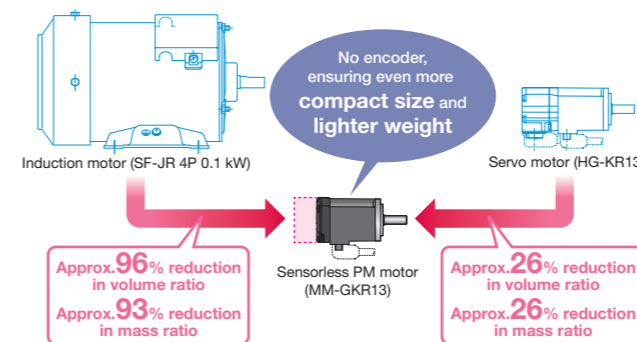 No encoder,
ensuring even more
compact size and
lighter weight
Induction motor (SF-JR 4P 0.1 kW)
Servo motor (HG-KR13
Sensorless PM motor
(MM-GKR13)
Approx.96% reduction
in volume ratio
Approx.93% reduction
in mass ratio
Approx.26% reduction
in volume ratio
Approx.26% reduction
in mass ratio